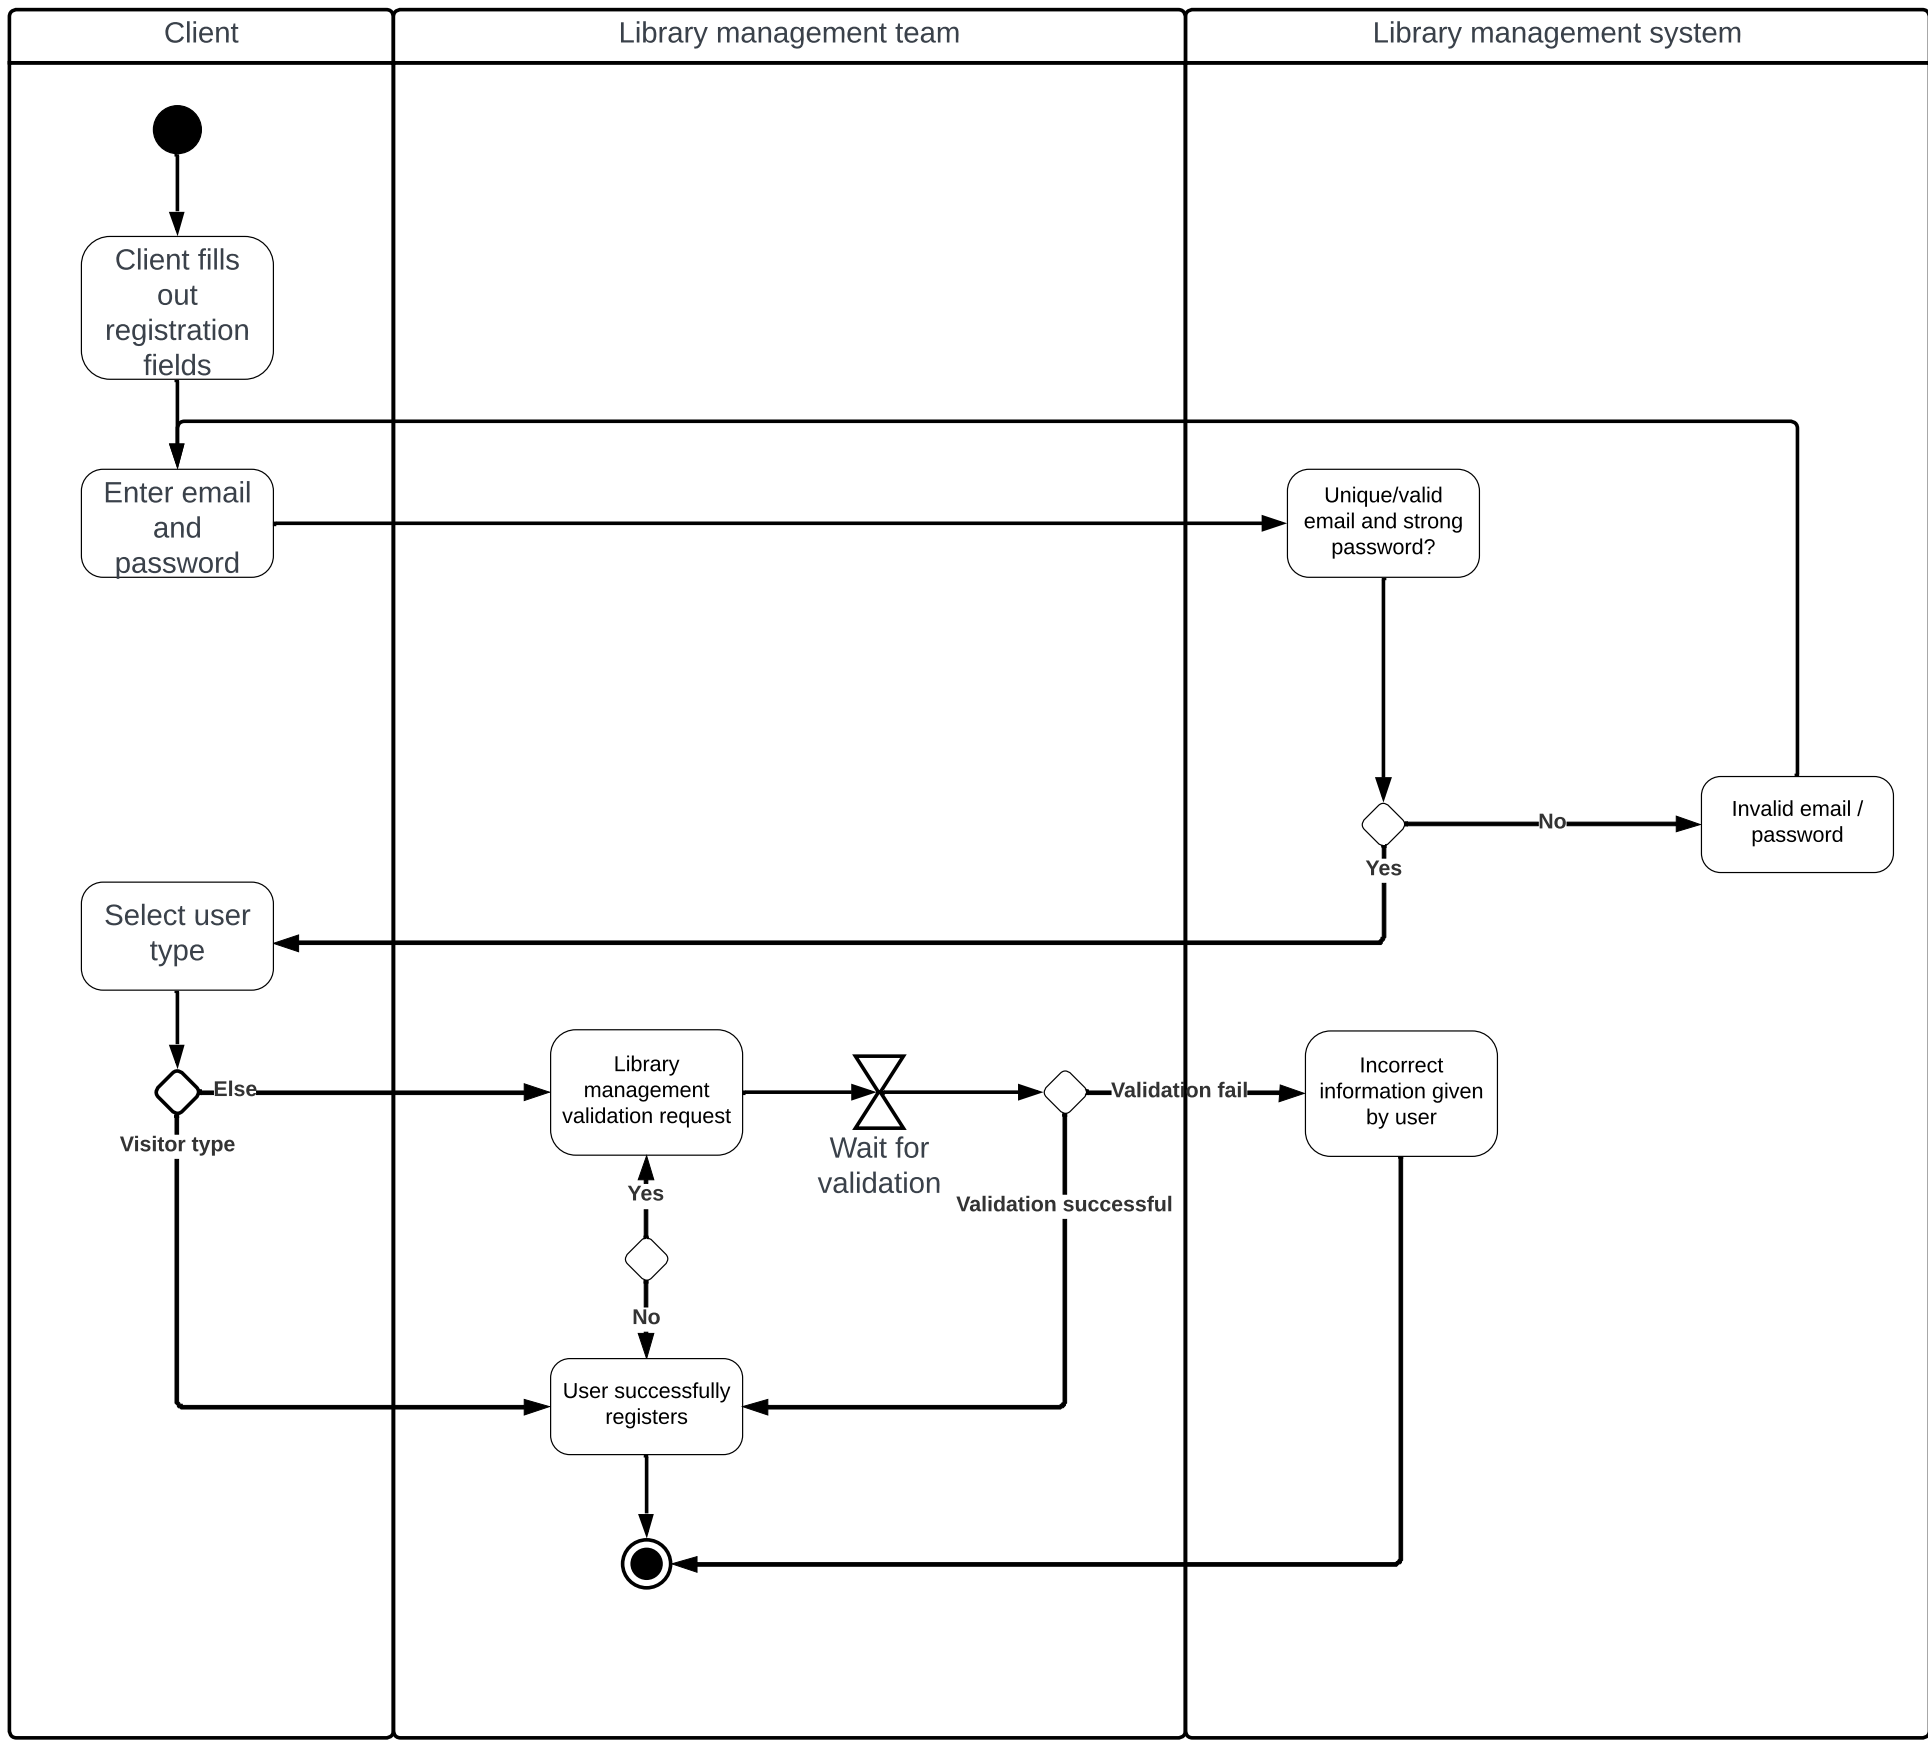 Client
Library management team
Library management system
Client fills
out
registration
fields
Enter email
and
password
Unique/valid
email and strong
password?
No
Invalid email /
password
Yes
Select user
type
Else
Visitor type
Library
management
validation request
Wait for
validation
Validation fail
Incorrect
information given
by user
Yes
Validation successful
No
User successfully
registers